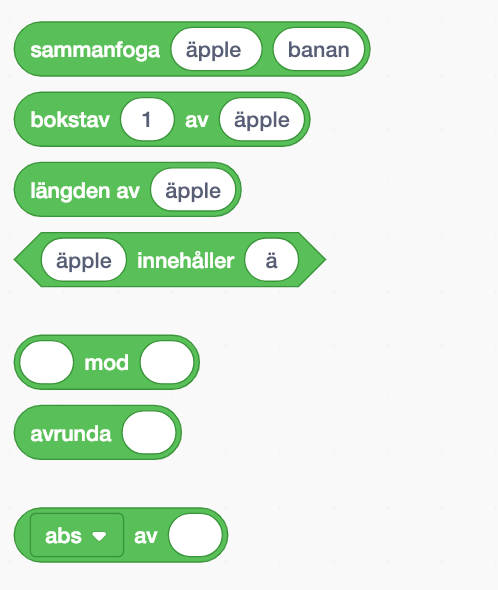 sammanfoga äpple banan
bokstav 1 av äpple
längden av äpple
äpple innehåller ä
mod
avrunda
abs av